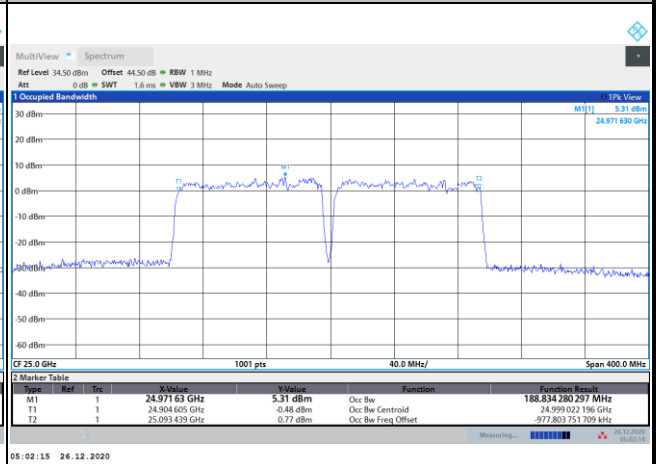 MultiView Spectrum
Ref Level 34.50 dBm Offset 44.50 dB RBW 1 MHz
Att 0 dB SWT 1.6 ms VBW 3 MHz Mode Auto Sweep
1 Occupied Bandwidth 1Pk View
M1[1] 5.31 dBm
24.971 630 GHz
30 dBm
20 dBm
10 dBm
M1
T1
T2
0 dBm
-10 dBm
-20 dBm
-30 dBm
-40 dBm
-50 dBm
-60 dBm
CF 25.0 GHz 1001 pts 40.0 MHz/ Span 400.0 MHz
2 Marker Table
Type Ref Trc X-Value Y-Value Function Function Result
M1 1 24.971 63 GHz 5.31 dBm Occ Bw 188.834 280 297 MHz
T1 1 24.904 605 GHz -0.48 dBm Occ Bw Centroid 24.999 022 196 GHz
T2 1 25.093 439 GHz 0.77 dBm Occ Bw Freq Offset -977.803 751 709 kHz
Measuring... 26.12.2020
05:02:16
05:02:15 26.12.2020